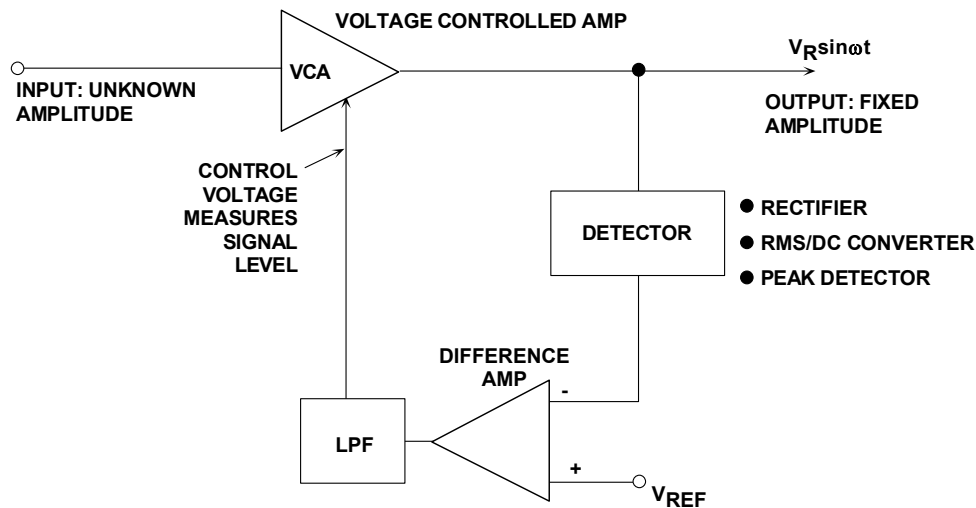 VOLTAGE CONTROLLED AMP
VCA
INPUT: UNKNOWN
AMPLITUDE
VRsinωt
OUTPUT: FIXED
AMPLITUDE
CONTROL
VOLTAGE
MEASURES
SIGNAL
LEVEL
DETECTOR
● RECTIFIER
● RMS/DC CONVERTER
● PEAK DETECTOR
DIFFERENCE
AMP
-
+
LPF
VREF